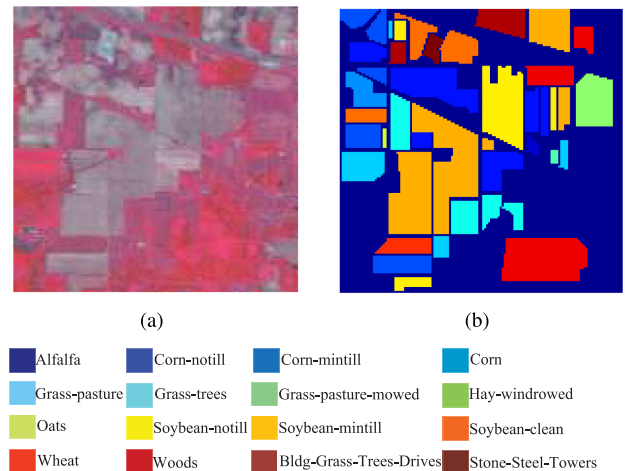 (a) (b)
Alfalfa Corn-notill Corn-mintill Corn
Grass-pasture Grass-trees Grass-pasture-mowed Hay-windrowed
Oats Soybean-notill Soybean-mintill Soybean-clean
Wheat Woods Bldg-Grass-Trees-Drives Stone-Steel-Towers